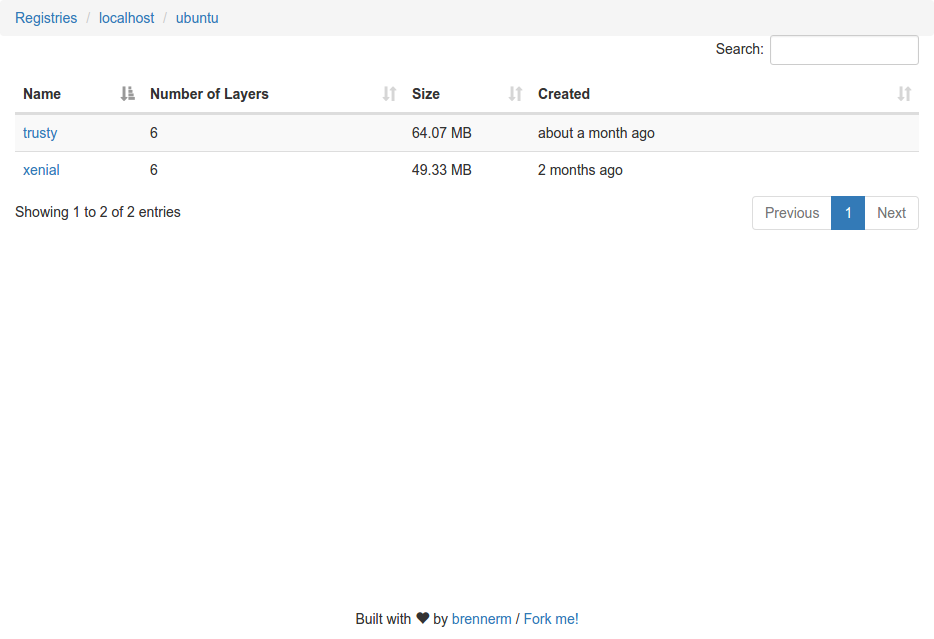 Registries / localhost / ubuntu
Search:
Name Number of Layers Size Created
trusty 6 64.07 MB about a month ago
xenial 6 49.33 MB 2 months ago
Showing 1 to 2 of 2 entries Previous 1 Next
Built with ♥ by brennerm / Fork me!